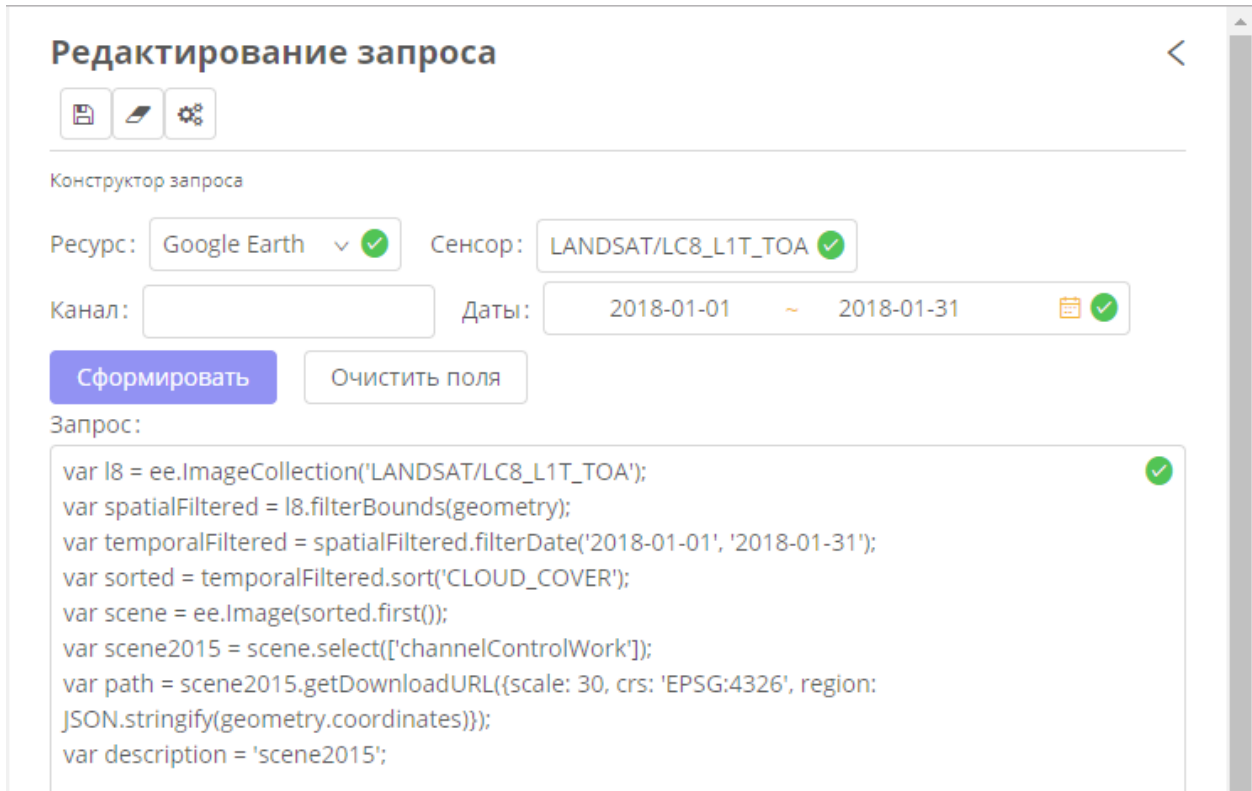 Редактирование запроса
Конструктор запроса
Ресурс: Google Earth Сенсор: LANDSAT/LC8_L1T_TOA
Канал: Даты: 2018-01-01 ~ 2018-01-31
Сформировать Очистить поля
Запрос:
var l8 = ee.ImageCollection('LANDSAT/LC8_L1T_TOA');
var spatialFiltered = l8.filterBounds(geometry);
var temporalFiltered = spatialFiltered.filterDate('2018-01-01', '2018-01-31');
var sorted = temporalFiltered.sort('CLOUD_COVER');
var scene = ee.Image(sorted.first());
var scene2015 = scene.select(['channelControlWork']);
var path = scene2015.getDownloadURL({scale: 30, crs: 'EPSG:4326', region:
JSON.stringify(geometry.coordinates)});
var description = 'scene2015';